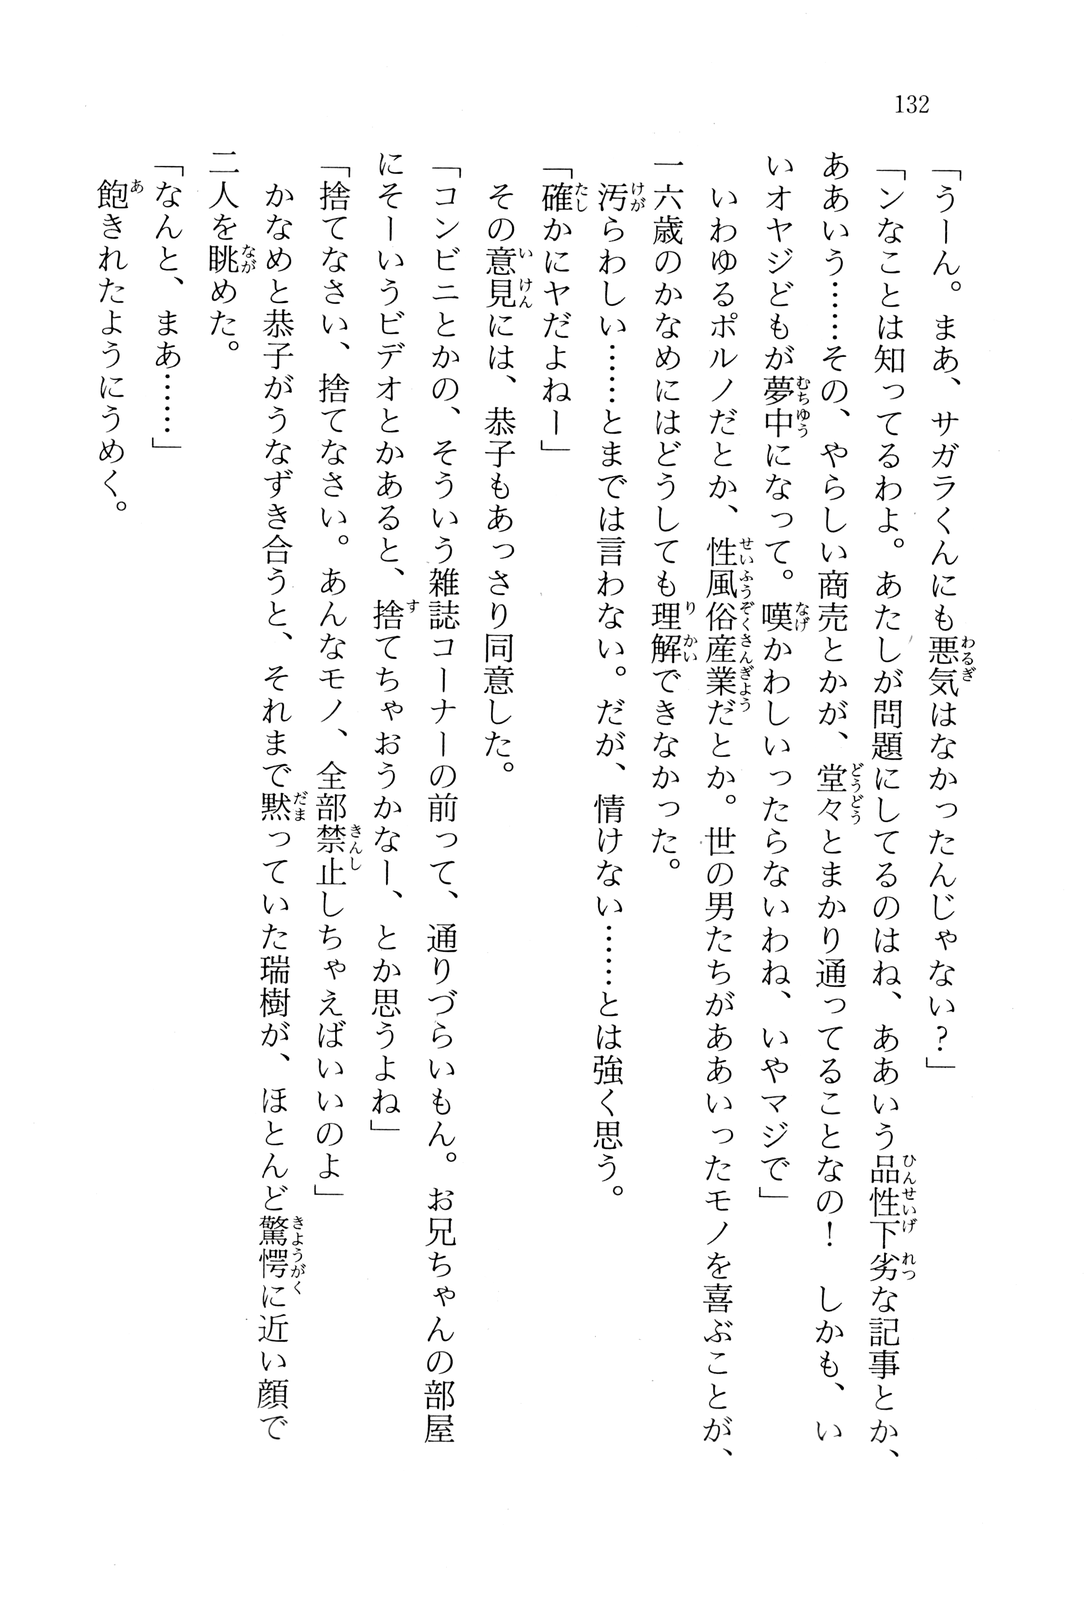 132
「うーん。まあ、サガラくんにも悪気はなかったんじゃない?」
「ンなことは知ってるわよ。あたしが問題にしてるのはね、ああいう品性下劣な記事とか、
ああいう……その、やらしい商売とかが、堂々とまかり通ってることなの! しかも、い
いオヤジどもが夢中になって。嘆かわしいったらないわね、いやマジで」
いわゆるポルノだとか、性風俗産業だとか。世の男たちがああいったモノを喜ぶことが、
一六歳のかなめにはどうしても理解できなかった。
汚らわしい……とまでは言わない。だが、情けない……とは強く思う。
「確かにヤだよねー」
その意見には、恭子もあっさり同意した。
「コンビニとかの、そういう雑誌コーナーの前って、通りづらいもん。お兄ちゃんの部屋
にそーいうビデオとかあると、捨てちゃおうかなー、とか思うよね」
「捨てなさい、捨てなさい。あんなモノ、全部禁止しちゃえばいいのよ」
かなめと恭子がうなずき合うと、それまで黙っていた瑞樹が、ほとんど驚愕に近い顔で
二人を眺めた。
「なんと、まあ……」
飽きれたようにうめく。